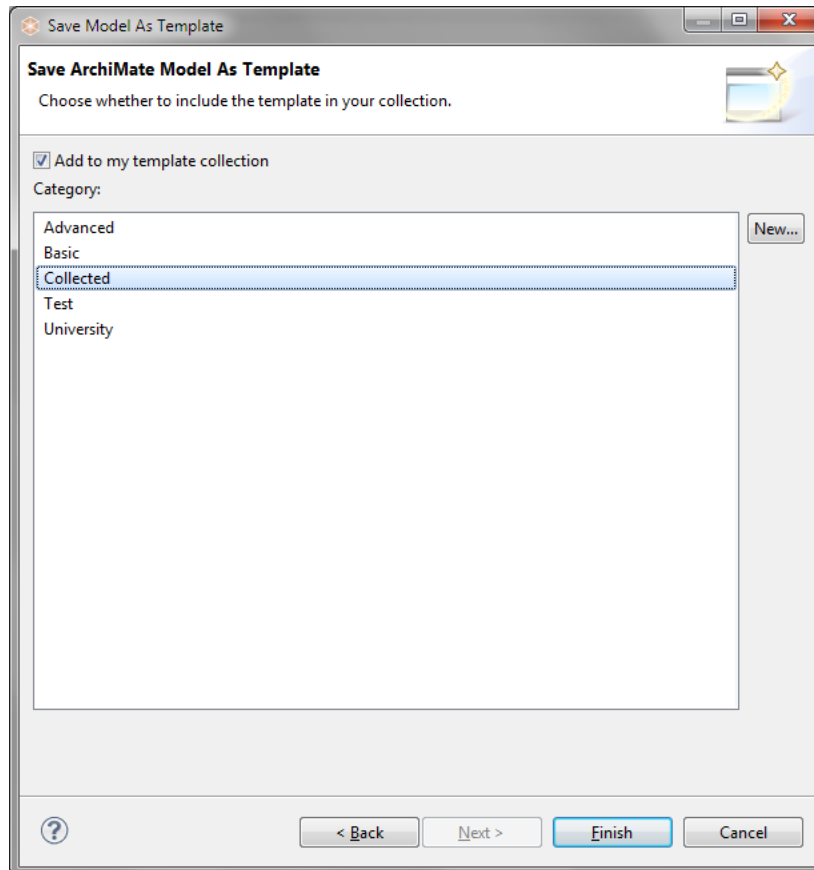 Save Model As Template
Save ArchiMate Model As Template
Choose whether to include the template in your collection.
Add to my template collection
Category:
Advanced
Basic
Collected
Test
University
New...
?
< Back
Next >
Finish
Cancel